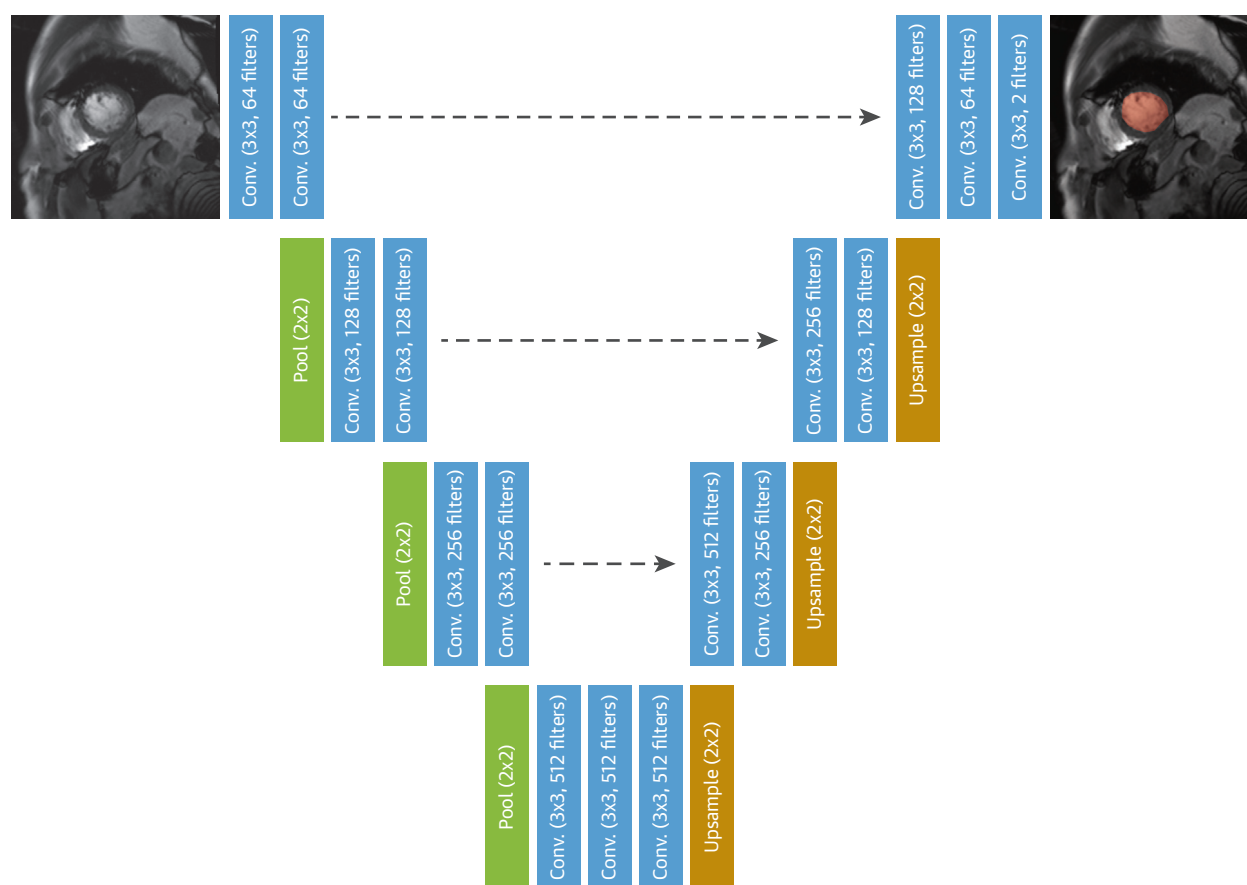 Conv. (3x3, 64 filters)
Conv. (3x3, 64 filters)
Conv. (3x3, 128 filters)
Conv. (3x3, 64 filters)
Conv. (3x3, 2 filters)
Pool (2x2)
Conv. (3x3, 128 filters)
Conv. (3x3, 128 filters)
Conv. (3x3, 256 filters)
Conv. (3x3, 128 filters)
Upsample (2x2)
Pool (2x2)
Conv. (3x3, 256 filters)
Conv. (3x3, 256 filters)
Conv. (3x3, 512 filters)
Conv. (3x3, 256 filters)
Upsample (2x2)
Pool (2x2)
Conv. (3x3, 512 filters)
Conv. (3x3, 512 filters)
Conv. (3x3, 512 filters)
Upsample (2x2)